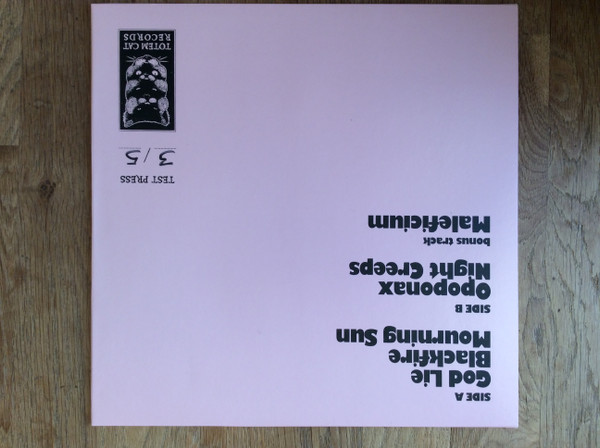 SIDE A
God Lie
Blackfire
Mourning Sun
SIDE B
Opoponax
Night Creeps
bonus track
Maleficium
TEST PRESS
3 / 5
TOTEM CAT
RECORDS